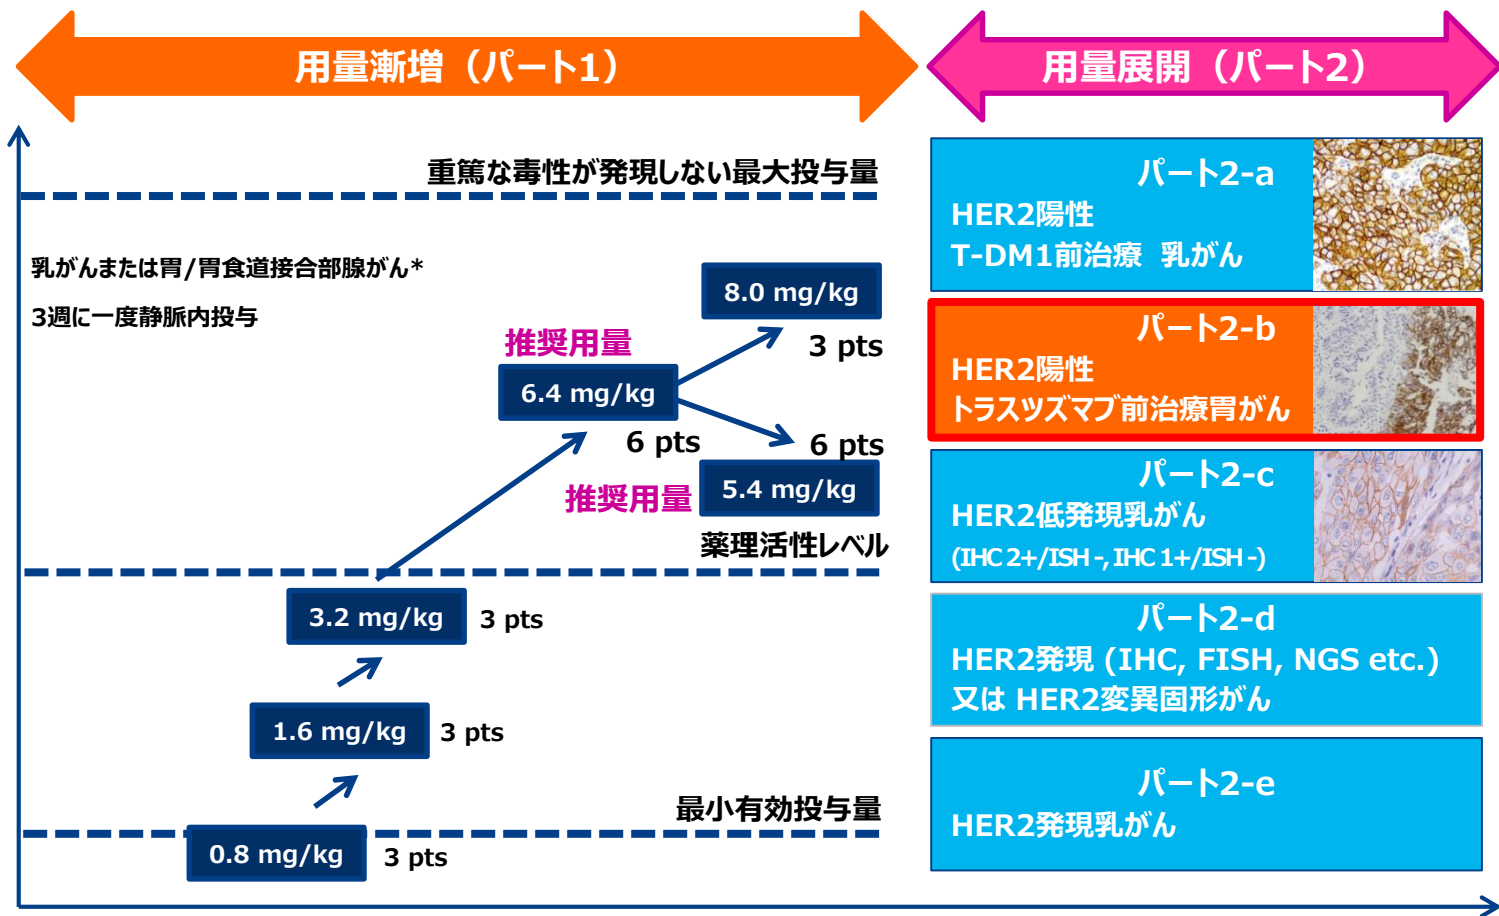 用量漸増（パート1）
用量展開（パート2）
重篤な毒性が発現しない最大投与量
乳がんまたは胃/胃食道接合部腺がん*
3週に一度静脈内投与
8.0 mg/kg
3 pts
推奨用量
6.4 mg/kg
6 pts
6 pts
推奨用量
5.4 mg/kg
薬理活性レベル
3.2 mg/kg
3 pts
1.6 mg/kg
3 pts
最小有効投与量
0.8 mg/kg
3 pts
パート2-a
HER2陽性
T-DM1前治療 乳がん
パート2-b
HER2陽性
トラスツズマブ前治療胃がん
パート2-c
HER2低発現乳がん
(IHC 2+/ISH -, IHC 1+/ISH -)
パート2-d
HER2発現 (IHC, FISH, NGS etc.)
又は HER2変異固形がん
パート2-e
HER2発現乳がん